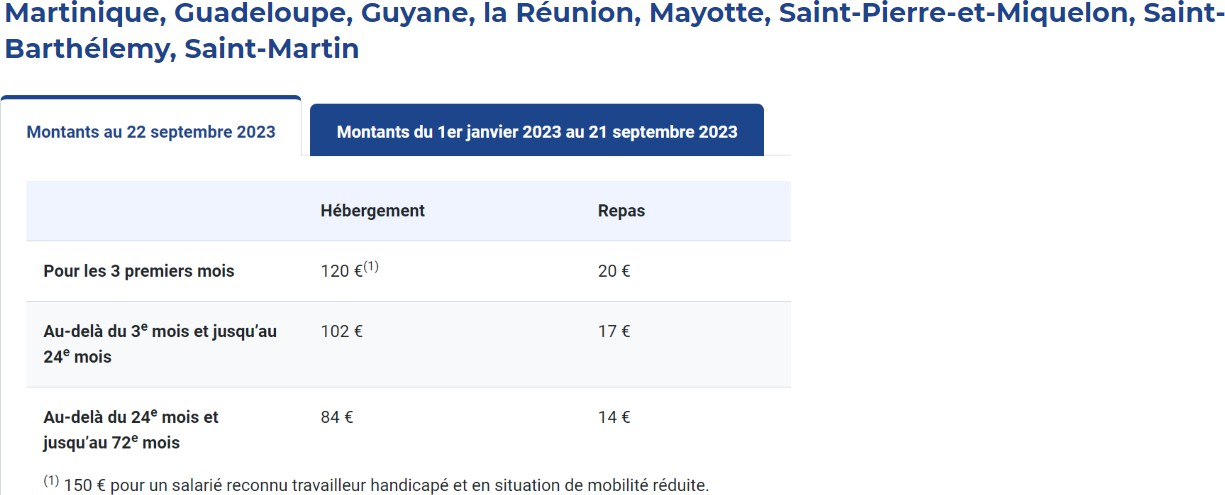 Martinique, Guadeloupe, Guyane, la Réunion, Mayotte, Saint-Pierre-et-Miquelon, Saint-
Barthélemy, Saint-Martin
Montants au 22 septembre 2023 Montants du 1er janvier 2023 au 21 septembre 2023
Hébergement Repas
Pour les 3 premiers mois 120 €(1) 20 €
Au-delà du 3e mois et jusqu’au 102 € 17 €
24e mois
Au-delà du 24e mois et 84 € 14 €
jusqu’au 72e mois
(1) 150 € pour un salarié reconnu travailleur handicapé et en situation de mobilité réduite.